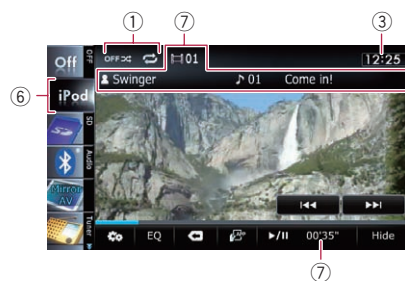 ① ⑦ ③
Off OFF OFF 01 12:25
Swinger 01 Come in!
⑥ iPod
SD
Audio
Mirror AV
Tuner
EQ APP ►/II 00'35" Hide
⑦